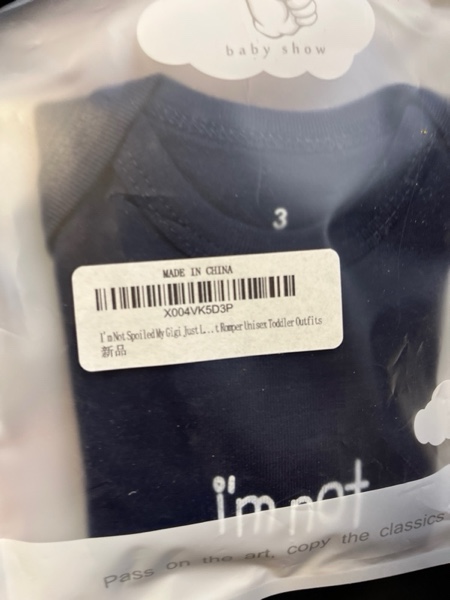 baby show
3
MADE IN CHINA
X004VK5D3P
I'm Not Spoiled My Gigi Just L...t Romper Unisex Toddler Outfits
新品
i'm not
Pass on the art, copy the classics